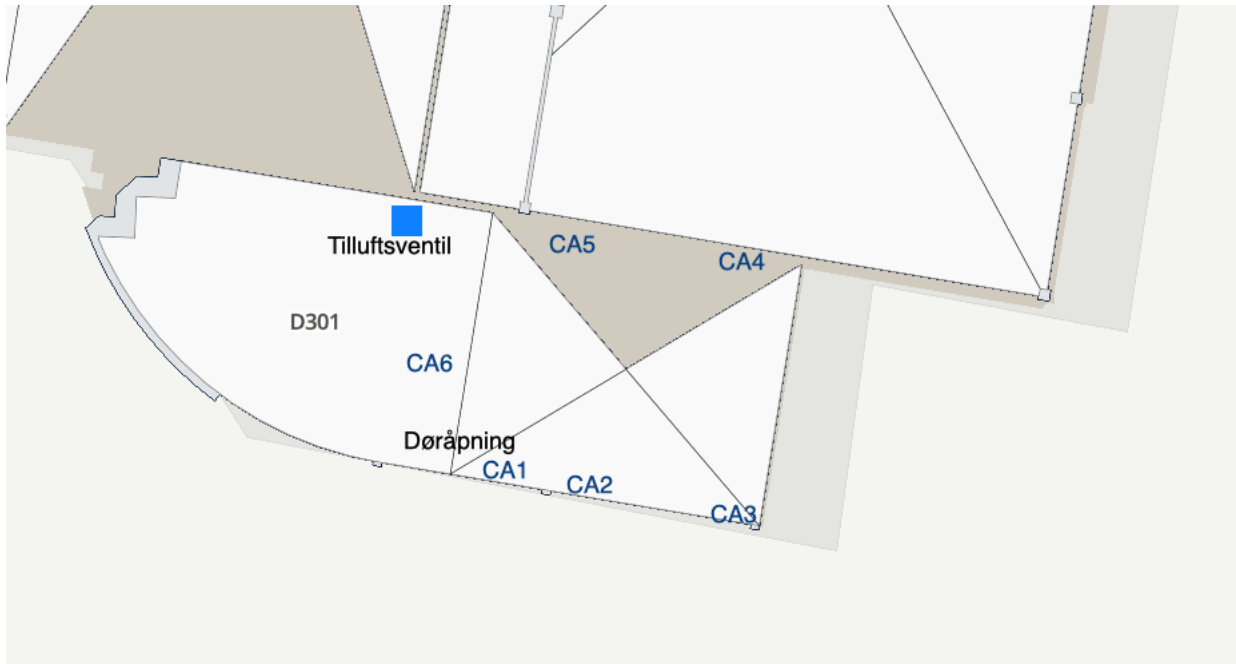 CA5
Tilluftsventil
CA4
D301
CA6
Døråpning
CA1
CA2
CA3